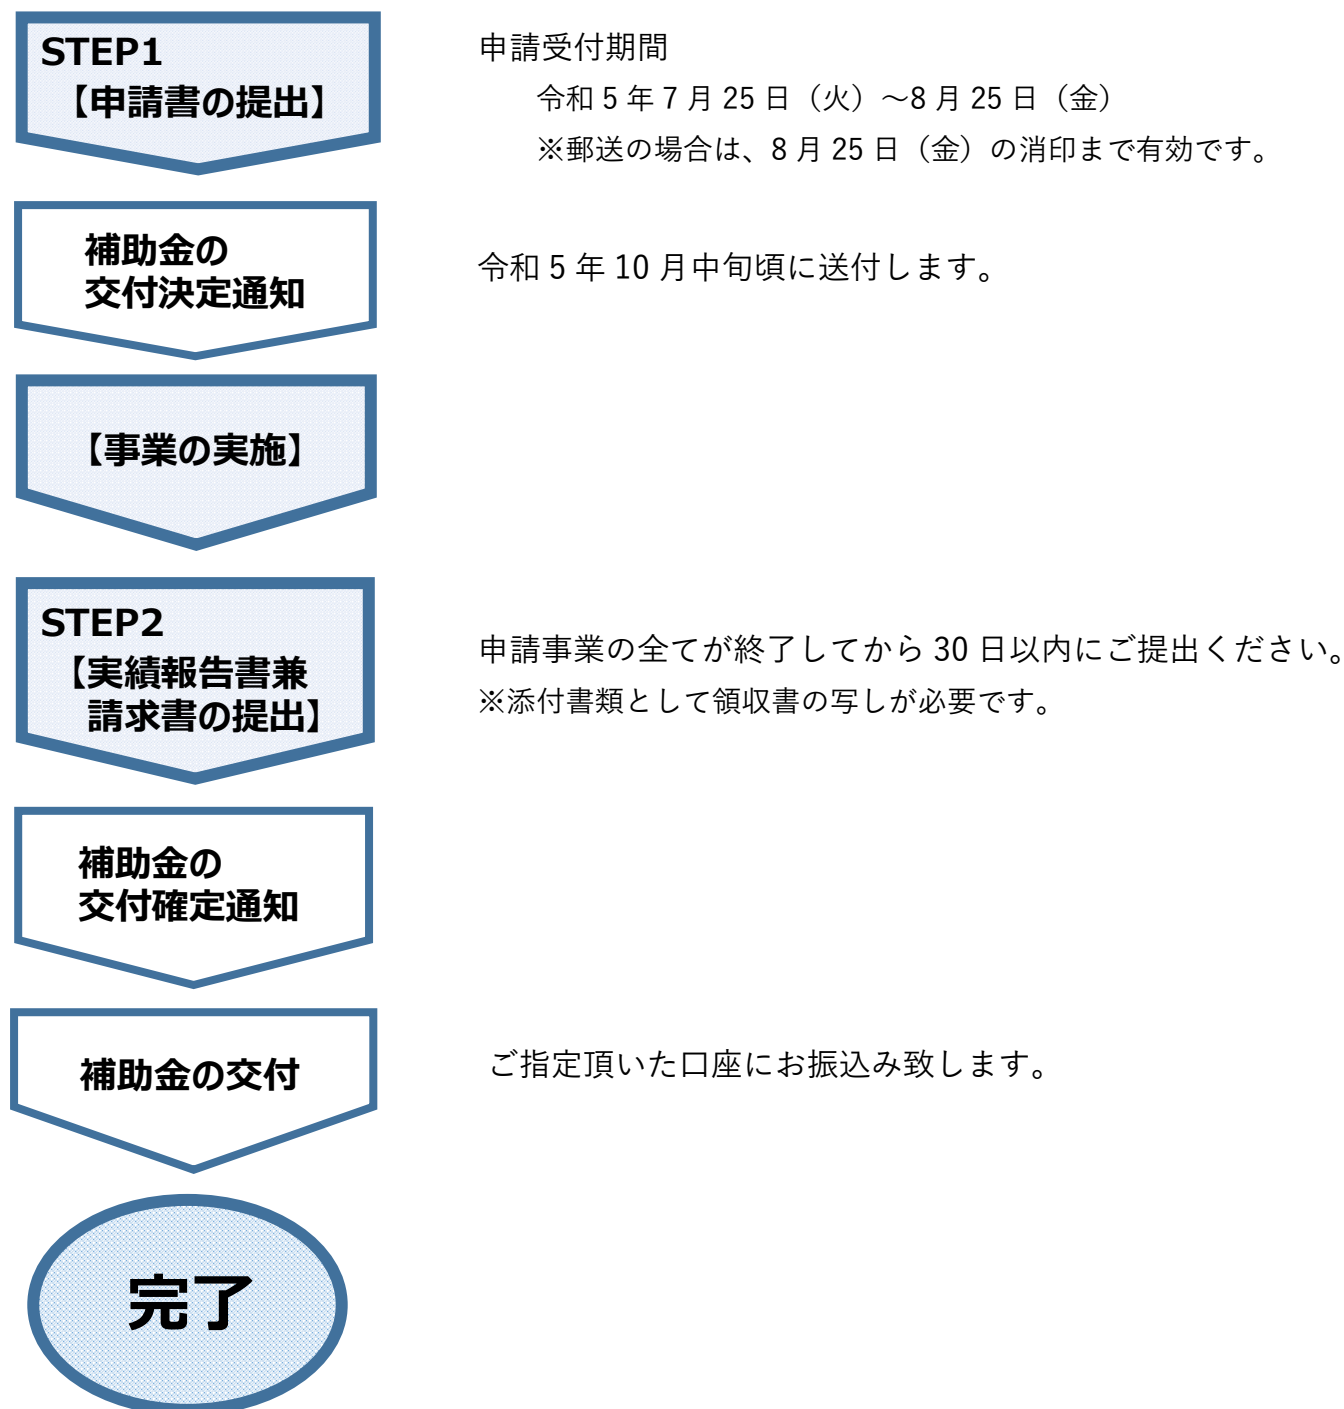 STEP1
【申請書の提出】
申請受付期間
令和 5 年 7 月 25 日（火）～8 月 25 日（金）
※郵送の場合は、8 月 25 日（金）の消印まで有効です。
補助金の
交付決定通知
令和 5 年 10 月中旬頃に送付します。
【事業の実施】
STEP2
【実績報告書兼
請求書の提出】
申請事業の全てが終了してから 30 日以内にご提出ください。
※添付書類として領収書の写しが必要です。
補助金の
交付確定通知
補助金の交付
ご指定頂いた口座にお振込み致します。
完了